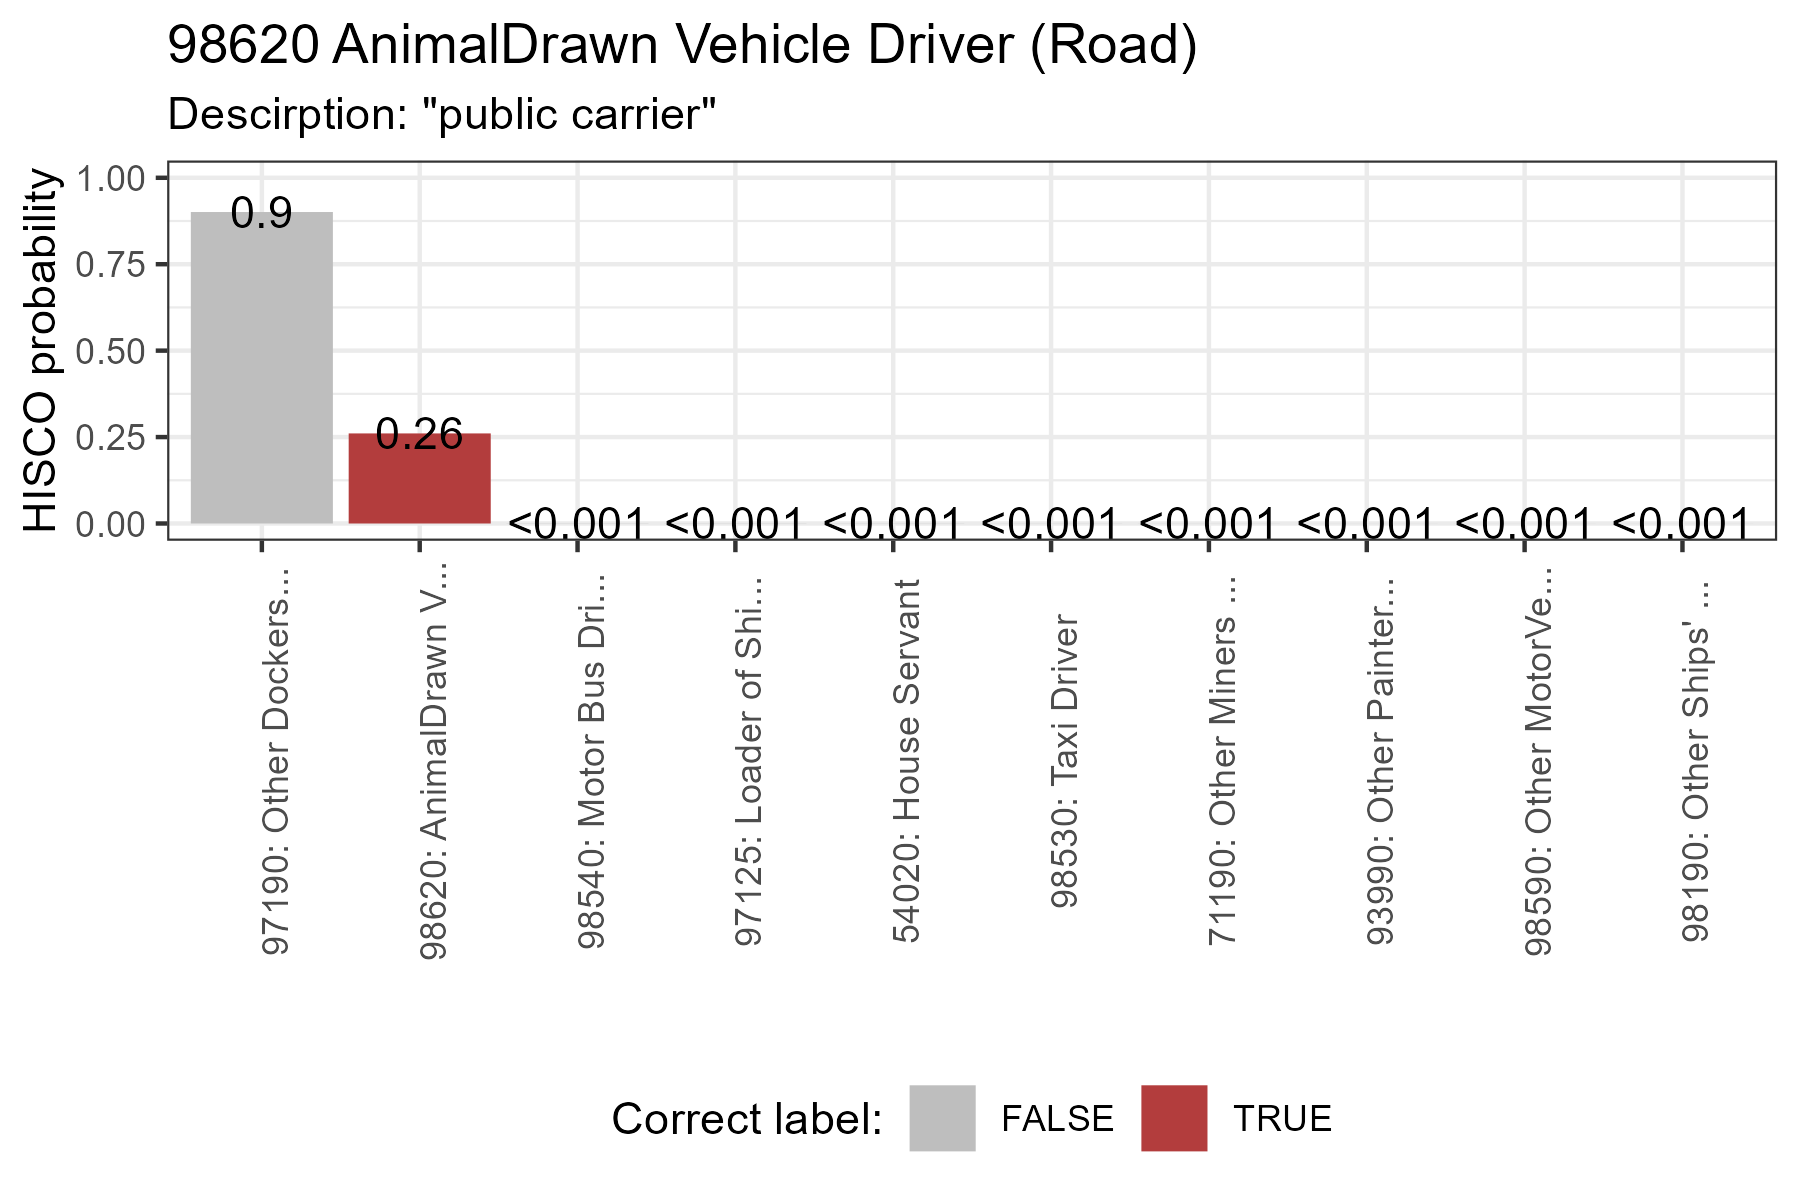 98620 AnimalDrawn Vehicle Driver (Road)
Descirption: "public carrier"
HISCO probability
1.00
0.75
0.50
0.25
0.00
0.9
0.26
<0.001
<0.001
<0.001
<0.001
<0.001
<0.001
<0.001
<0.001
97190: Other Dockers...
98620: AnimalDrawn V...
98540: Motor Bus Dri...
97125: Loader of Shi...
54020: House Servant
98530: Taxi Driver
71190: Other Miners ...
93990: Other Painter...
98590: Other MotorVe...
98190: Other Ships' ...
Correct label:
FALSE
TRUE